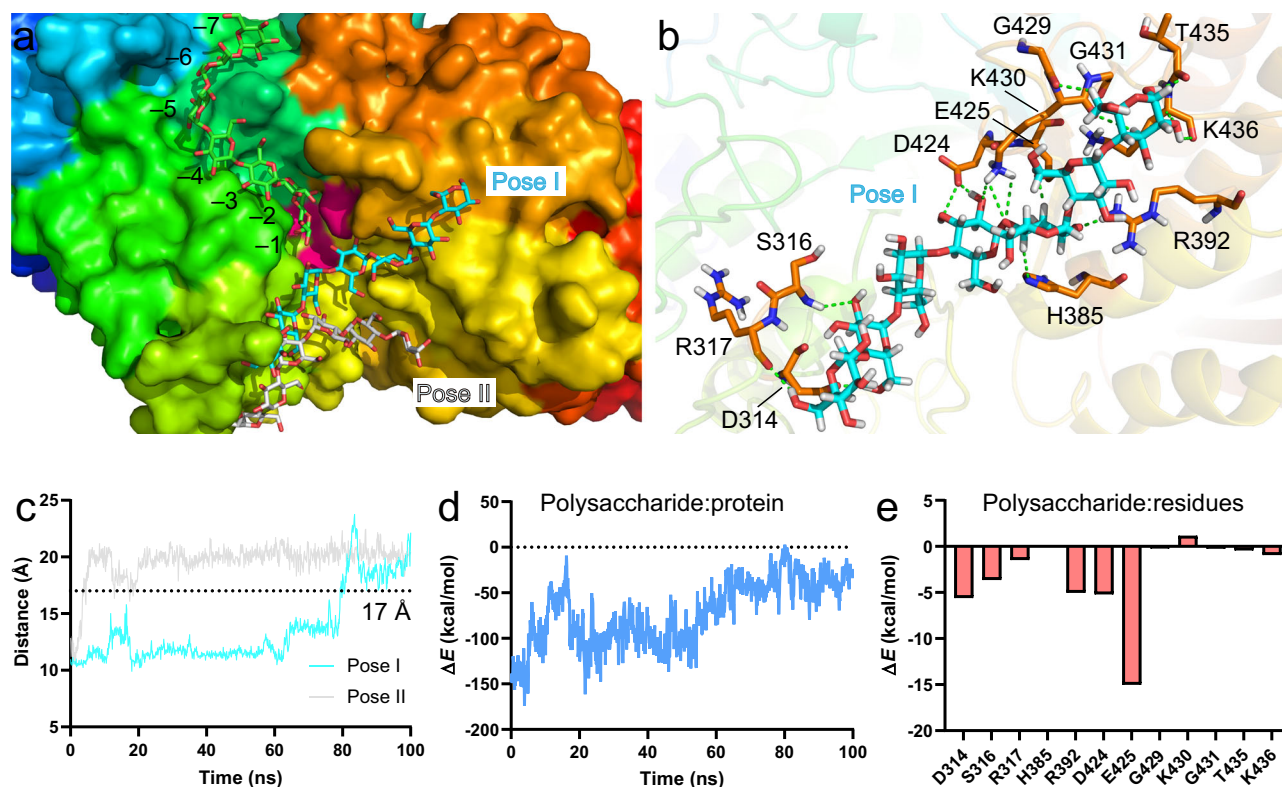 a
–7
–6
–5
–4
–3
–2
–1
Pose I
Pose II
b
G429
T435
G431
K430
E425
D424
K436
Pose I
S316
R392
H385
R317
D314
c
25
20
15
10
5
Distance (Å)
17 Å
Pose I
Pose II
0 20 40 60 80 100
Time (ns)
d
Polysaccharide:protein
50
0
-50
-100
-150
-200
ΔE (kcal/mol)
0 20 40 60 80 100
Time (ns)
e
Polysaccharide:residues
5
0
-5
-10
-15
-20
ΔE (kcal/mol)
D314 S316 R317 H385 R392 D424 E425 G429 K430 G431 T435 K436